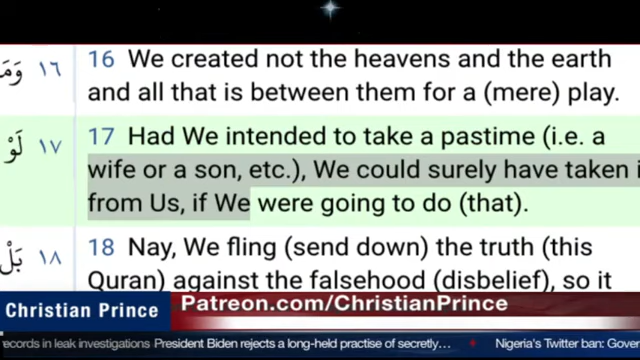 وَمَ ١٦ 16 We created not the heavens and the earth
and all that is between them for a (mere) play.
لَوْ ١٧ 17 Had We intended to take a pastime (i.e. a
wife or a son, etc.), We could surely have taken i
from Us, if We were going to do (that).
بَلْ ١٨ 18 Nay, We fling (send down) the truth (this
Quran) against the falsehood (disbelief), so it
Christian Prince Patreon.com/ChristianPrince
records in leak investigations President Biden rejects a long-held practise of secretly... Nigeria's Twitter ban: Gover